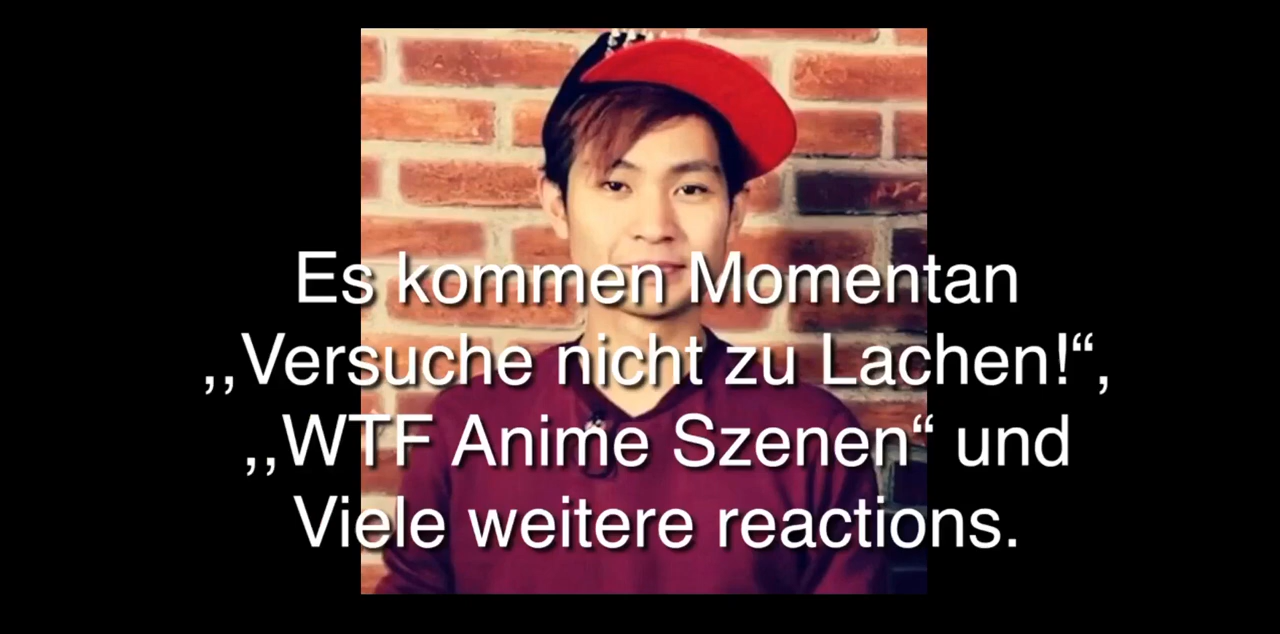 Es kommen Momentan
,,Versuche nicht zu Lachen!“,
,,WTF Anime Szenen“ und
Viele weitere reactions.